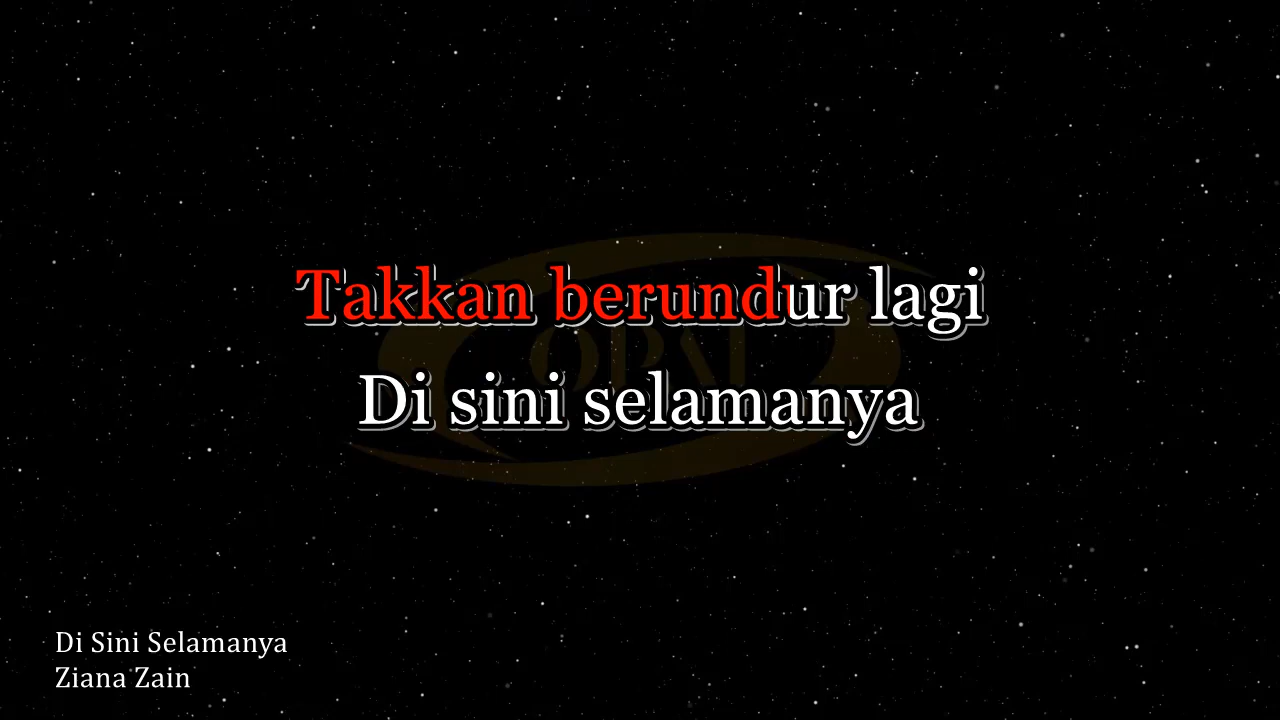 Takkan berundur lagi
Di sini selamanya
Di Sini Selamanya
Ziana Zain